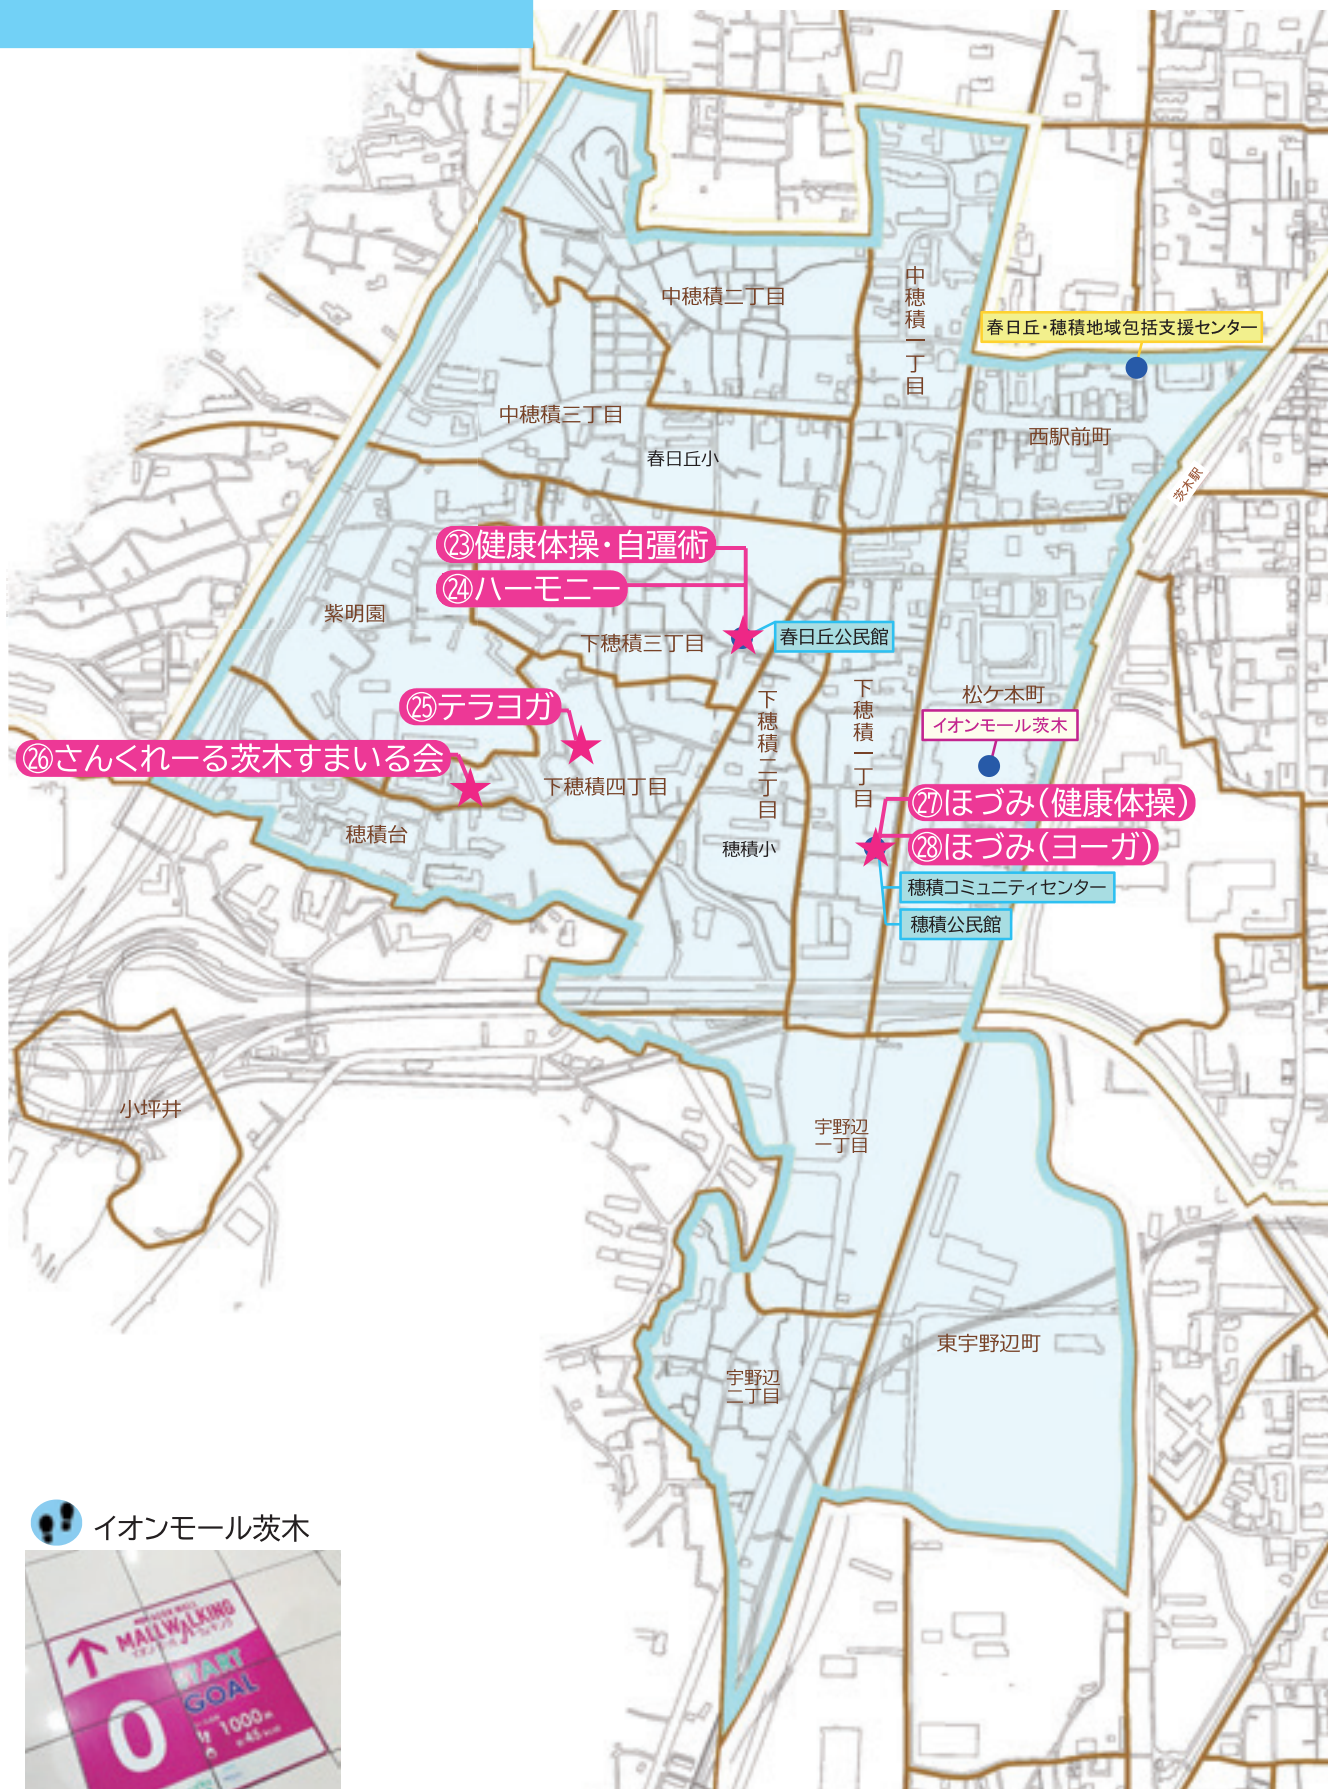 中穂積二丁目
中穂積一丁目
春日丘・穂積地域包括支援センター
中穂積三丁目
西駅前町
春日丘小
茨木駅
㉓健康体操・自彊術
㉔ハーモニー
紫明園
下穂積三丁目
春日丘公民館
㉕テラヨガ
下穂積二丁目
下穂積一丁目
松ケ本町
イオンモール茨木
㉖さんくれーる茨木すまいる会
下穂積四丁目
㉗ほづみ（健康体操）
穂積台
穂積小
㉘ほづみ（ヨーガ）
穂積コミュニティセンター
穂積公民館
小坪井
宇野辺
一丁目
東宇野辺町
宇野辺
二丁目
イオンモール茨木
MALLWALKING
START
GOAL
0
1000m